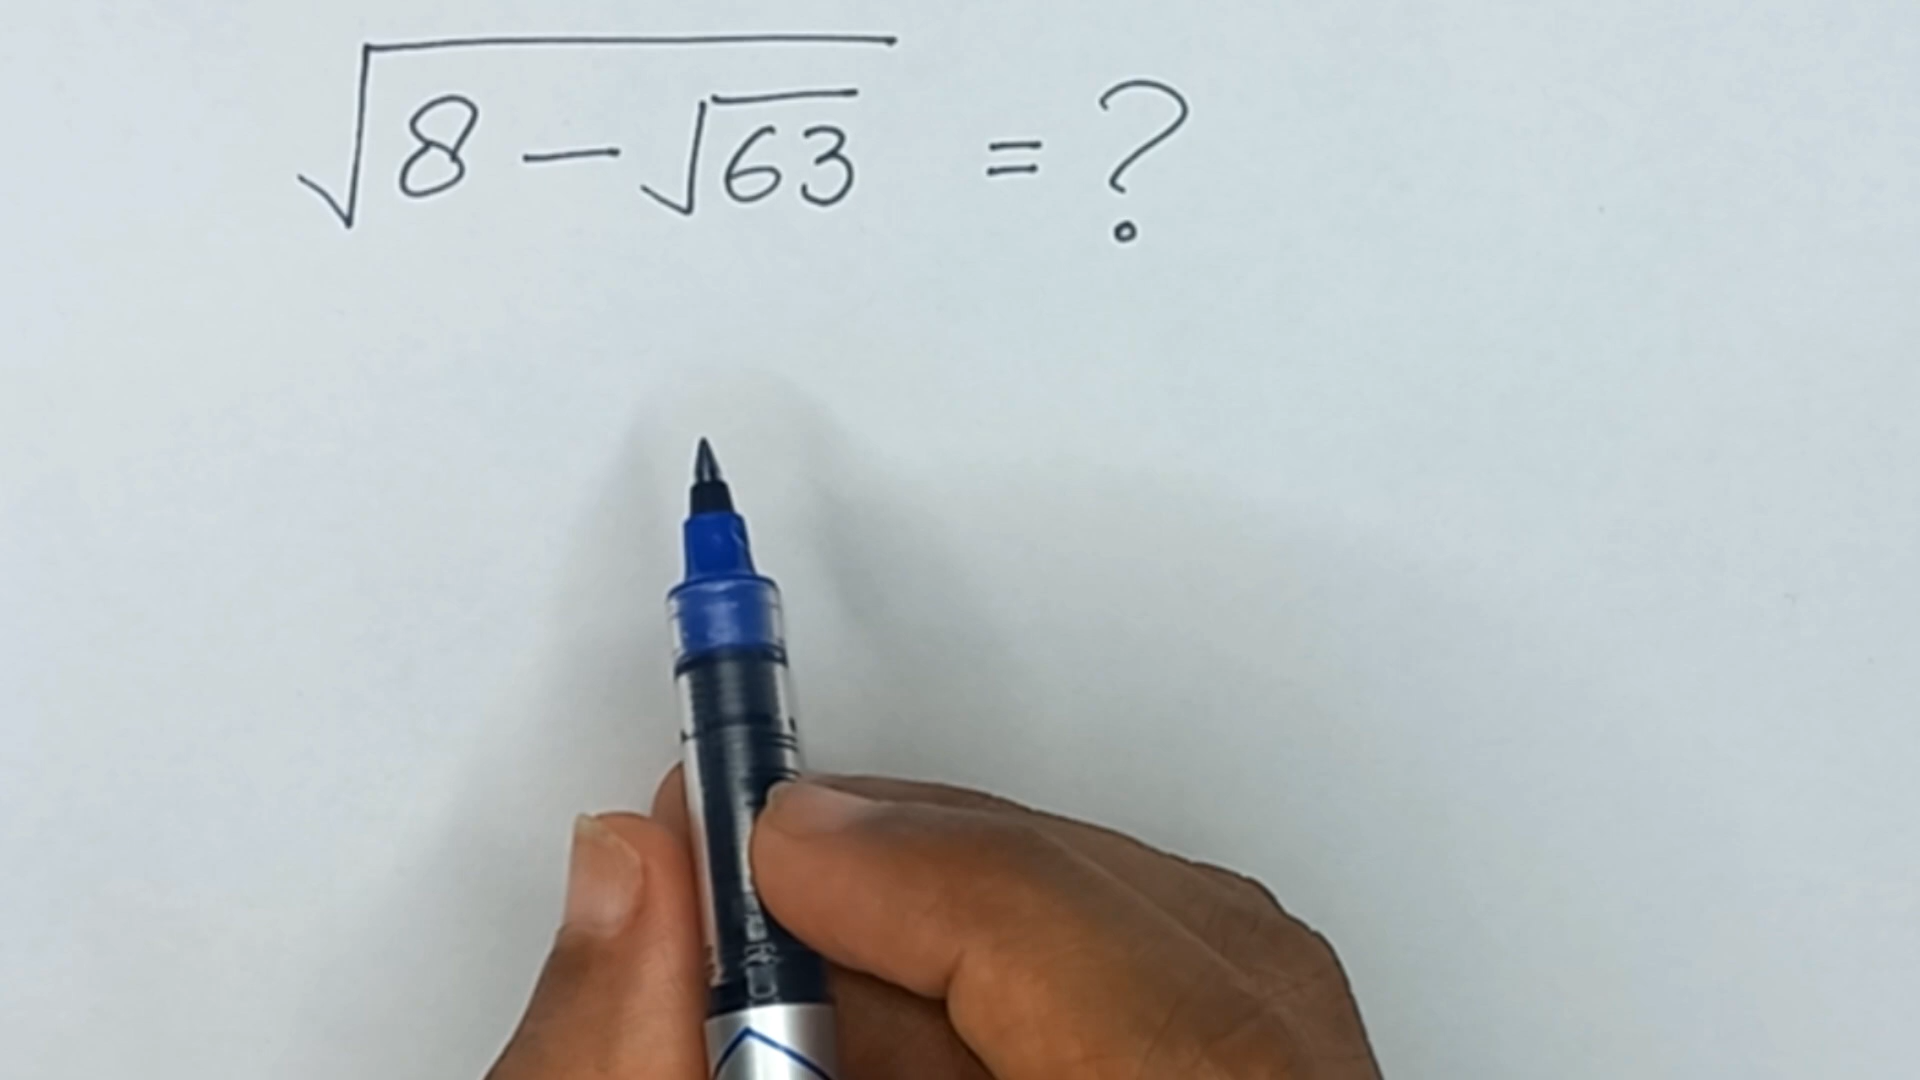 √(8 − √63) = ?